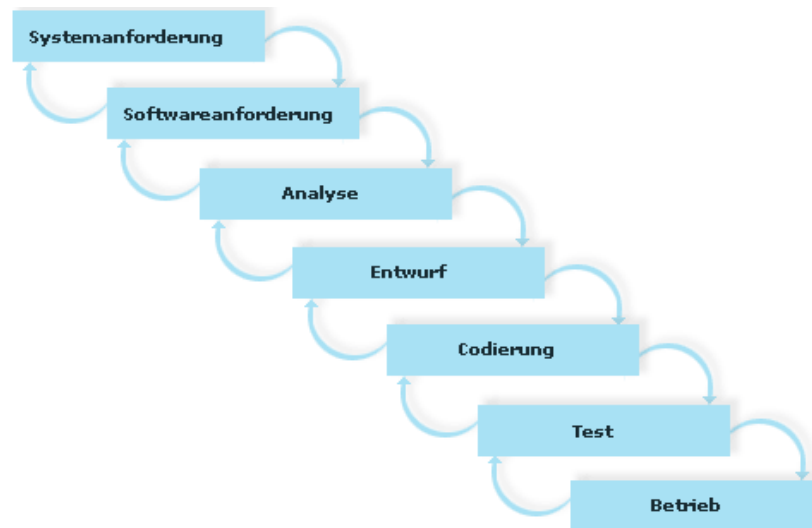 Systemanforderung
Softwareanforderung
Analyse
Entwurf
Codierung
Test
Betrieb